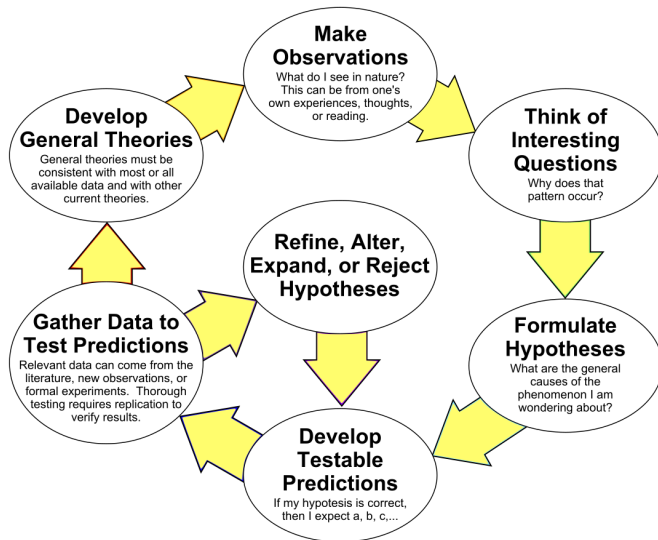 Make
Observations
What do I see in nature?
This can be from one's
own experiences, thoughts,
or reading.
Think of
Interesting
Questions
Why does that
pattern occur?
Formulate
Hypotheses
What are the general
causes of the
phenomenon I am
wondering about?
Develop
Testable
Predictions
If my hypotesis is correct,
then I expect a, b, c,...
Gather Data to
Test Predictions
Relevant data can come from the
literature, new observations, or
formal experiments. Thorough
testing requires replication to
verify results.
Refine, Alter,
Expand, or Reject
Hypotheses
Develop
General Theories
General theories must be
consistent with most or all
available data and with other
current theories.